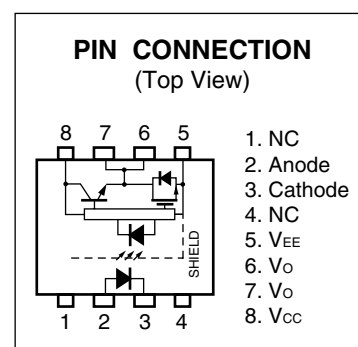 PIN CONNECTION
(Top View)
8 7 6 5
SHIELD
1 2 3 4
1. NC
2. Anode
3. Cathode
4. NC
5. VEE
6. VO
7. VO
8. VCC